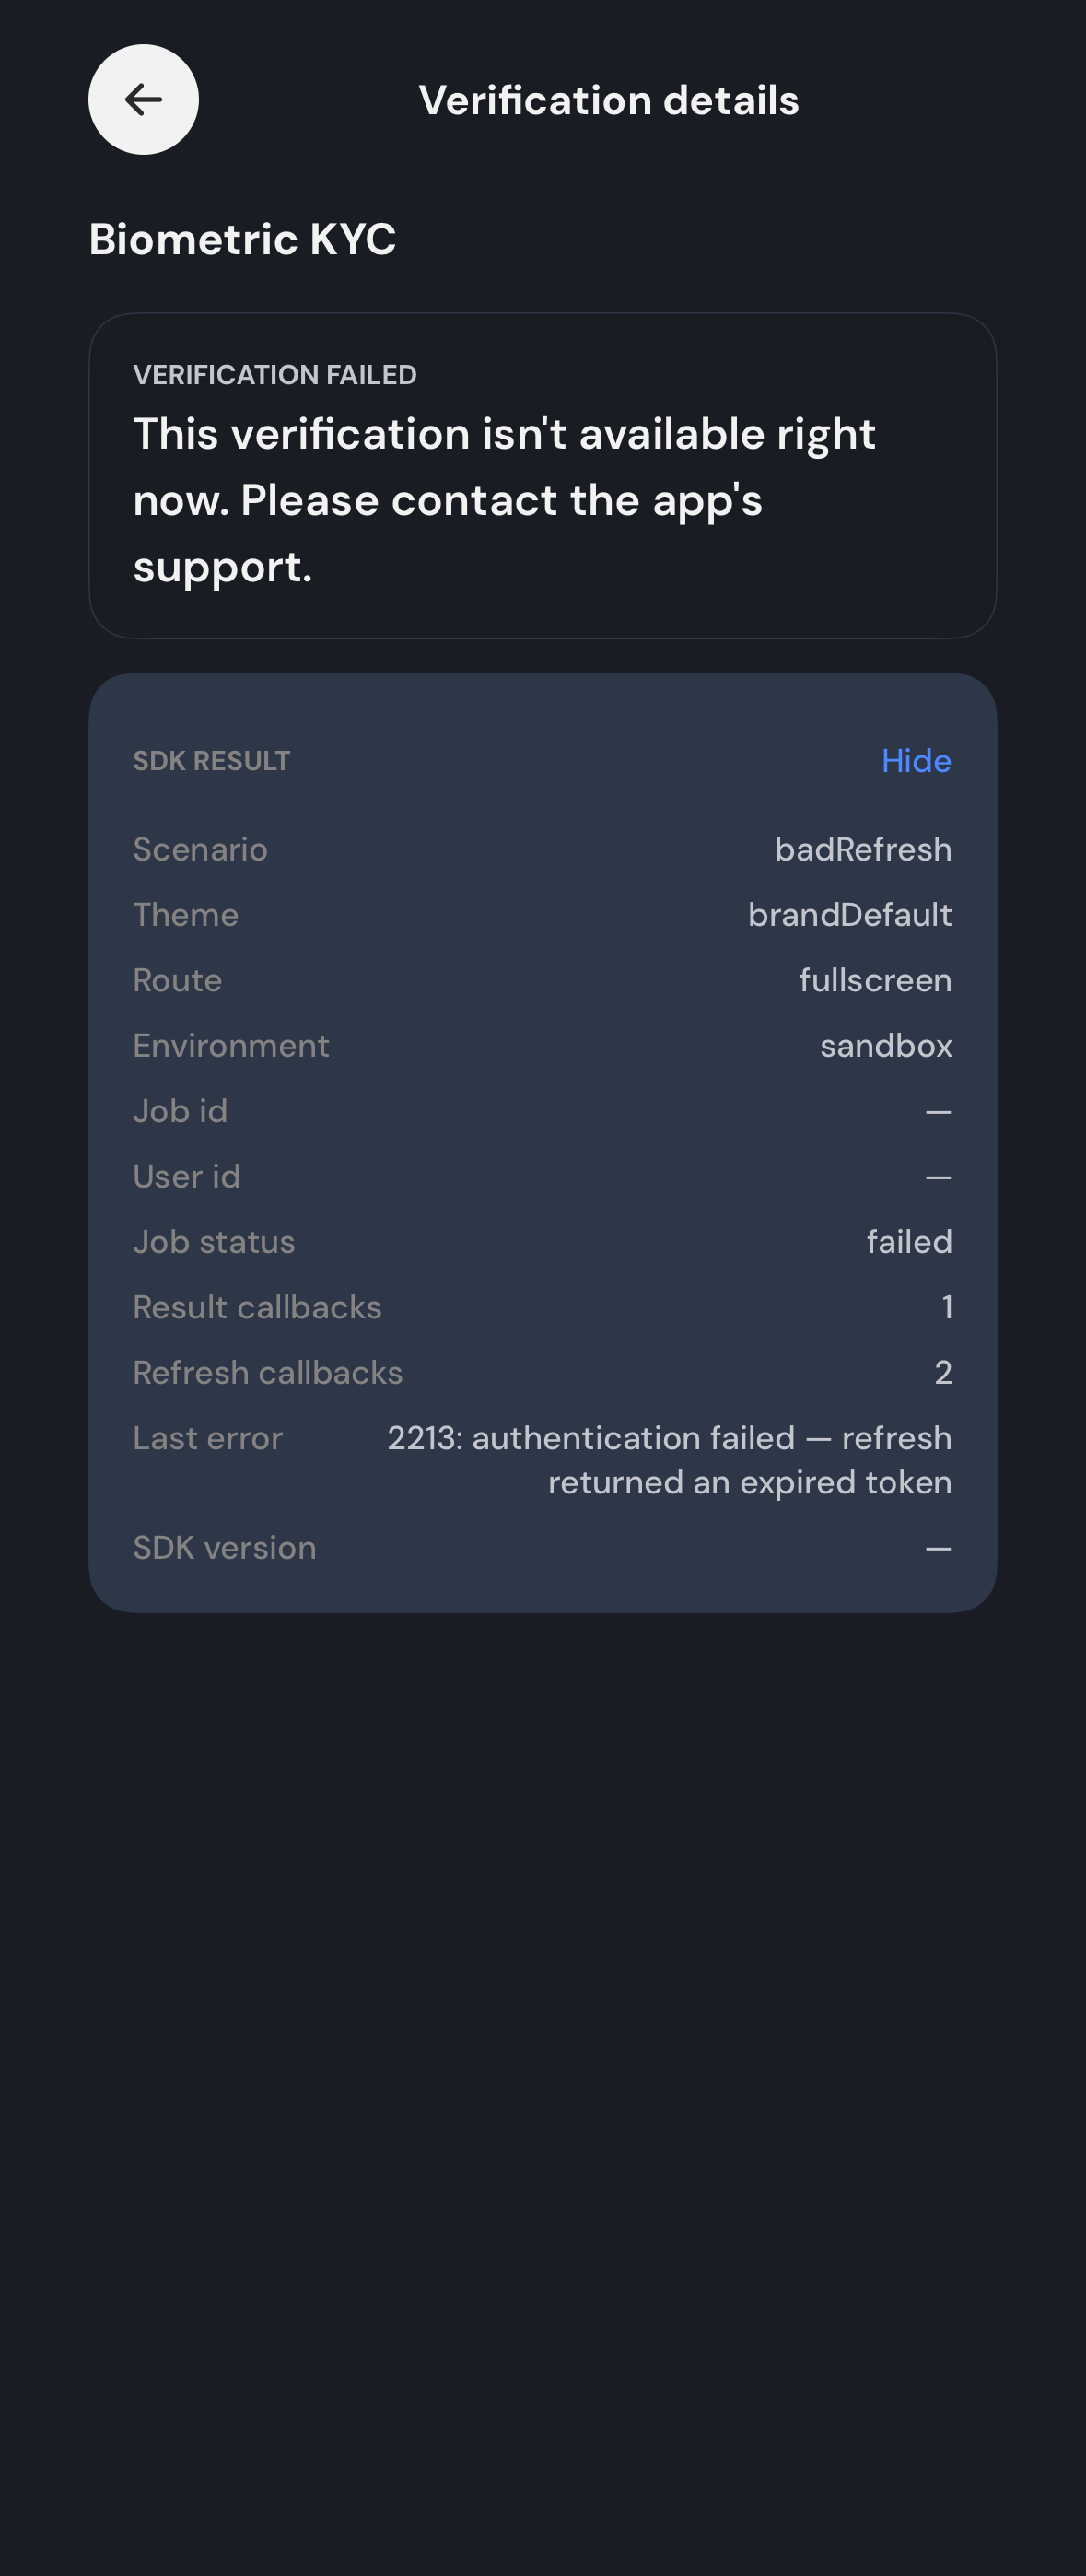 Verification details
Biometric KYC
VERIFICATION FAILED
This verification isn't available right
now. Please contact the app's
support.
SDK RESULT Hide
Scenario badRefresh
Theme brandDefault
Route fullscreen
Environment sandbox
Job id —
User id —
Job status failed
Result callbacks 1
Refresh callbacks 2
Last error 2213: authentication failed — refresh
returned an expired token
SDK version —